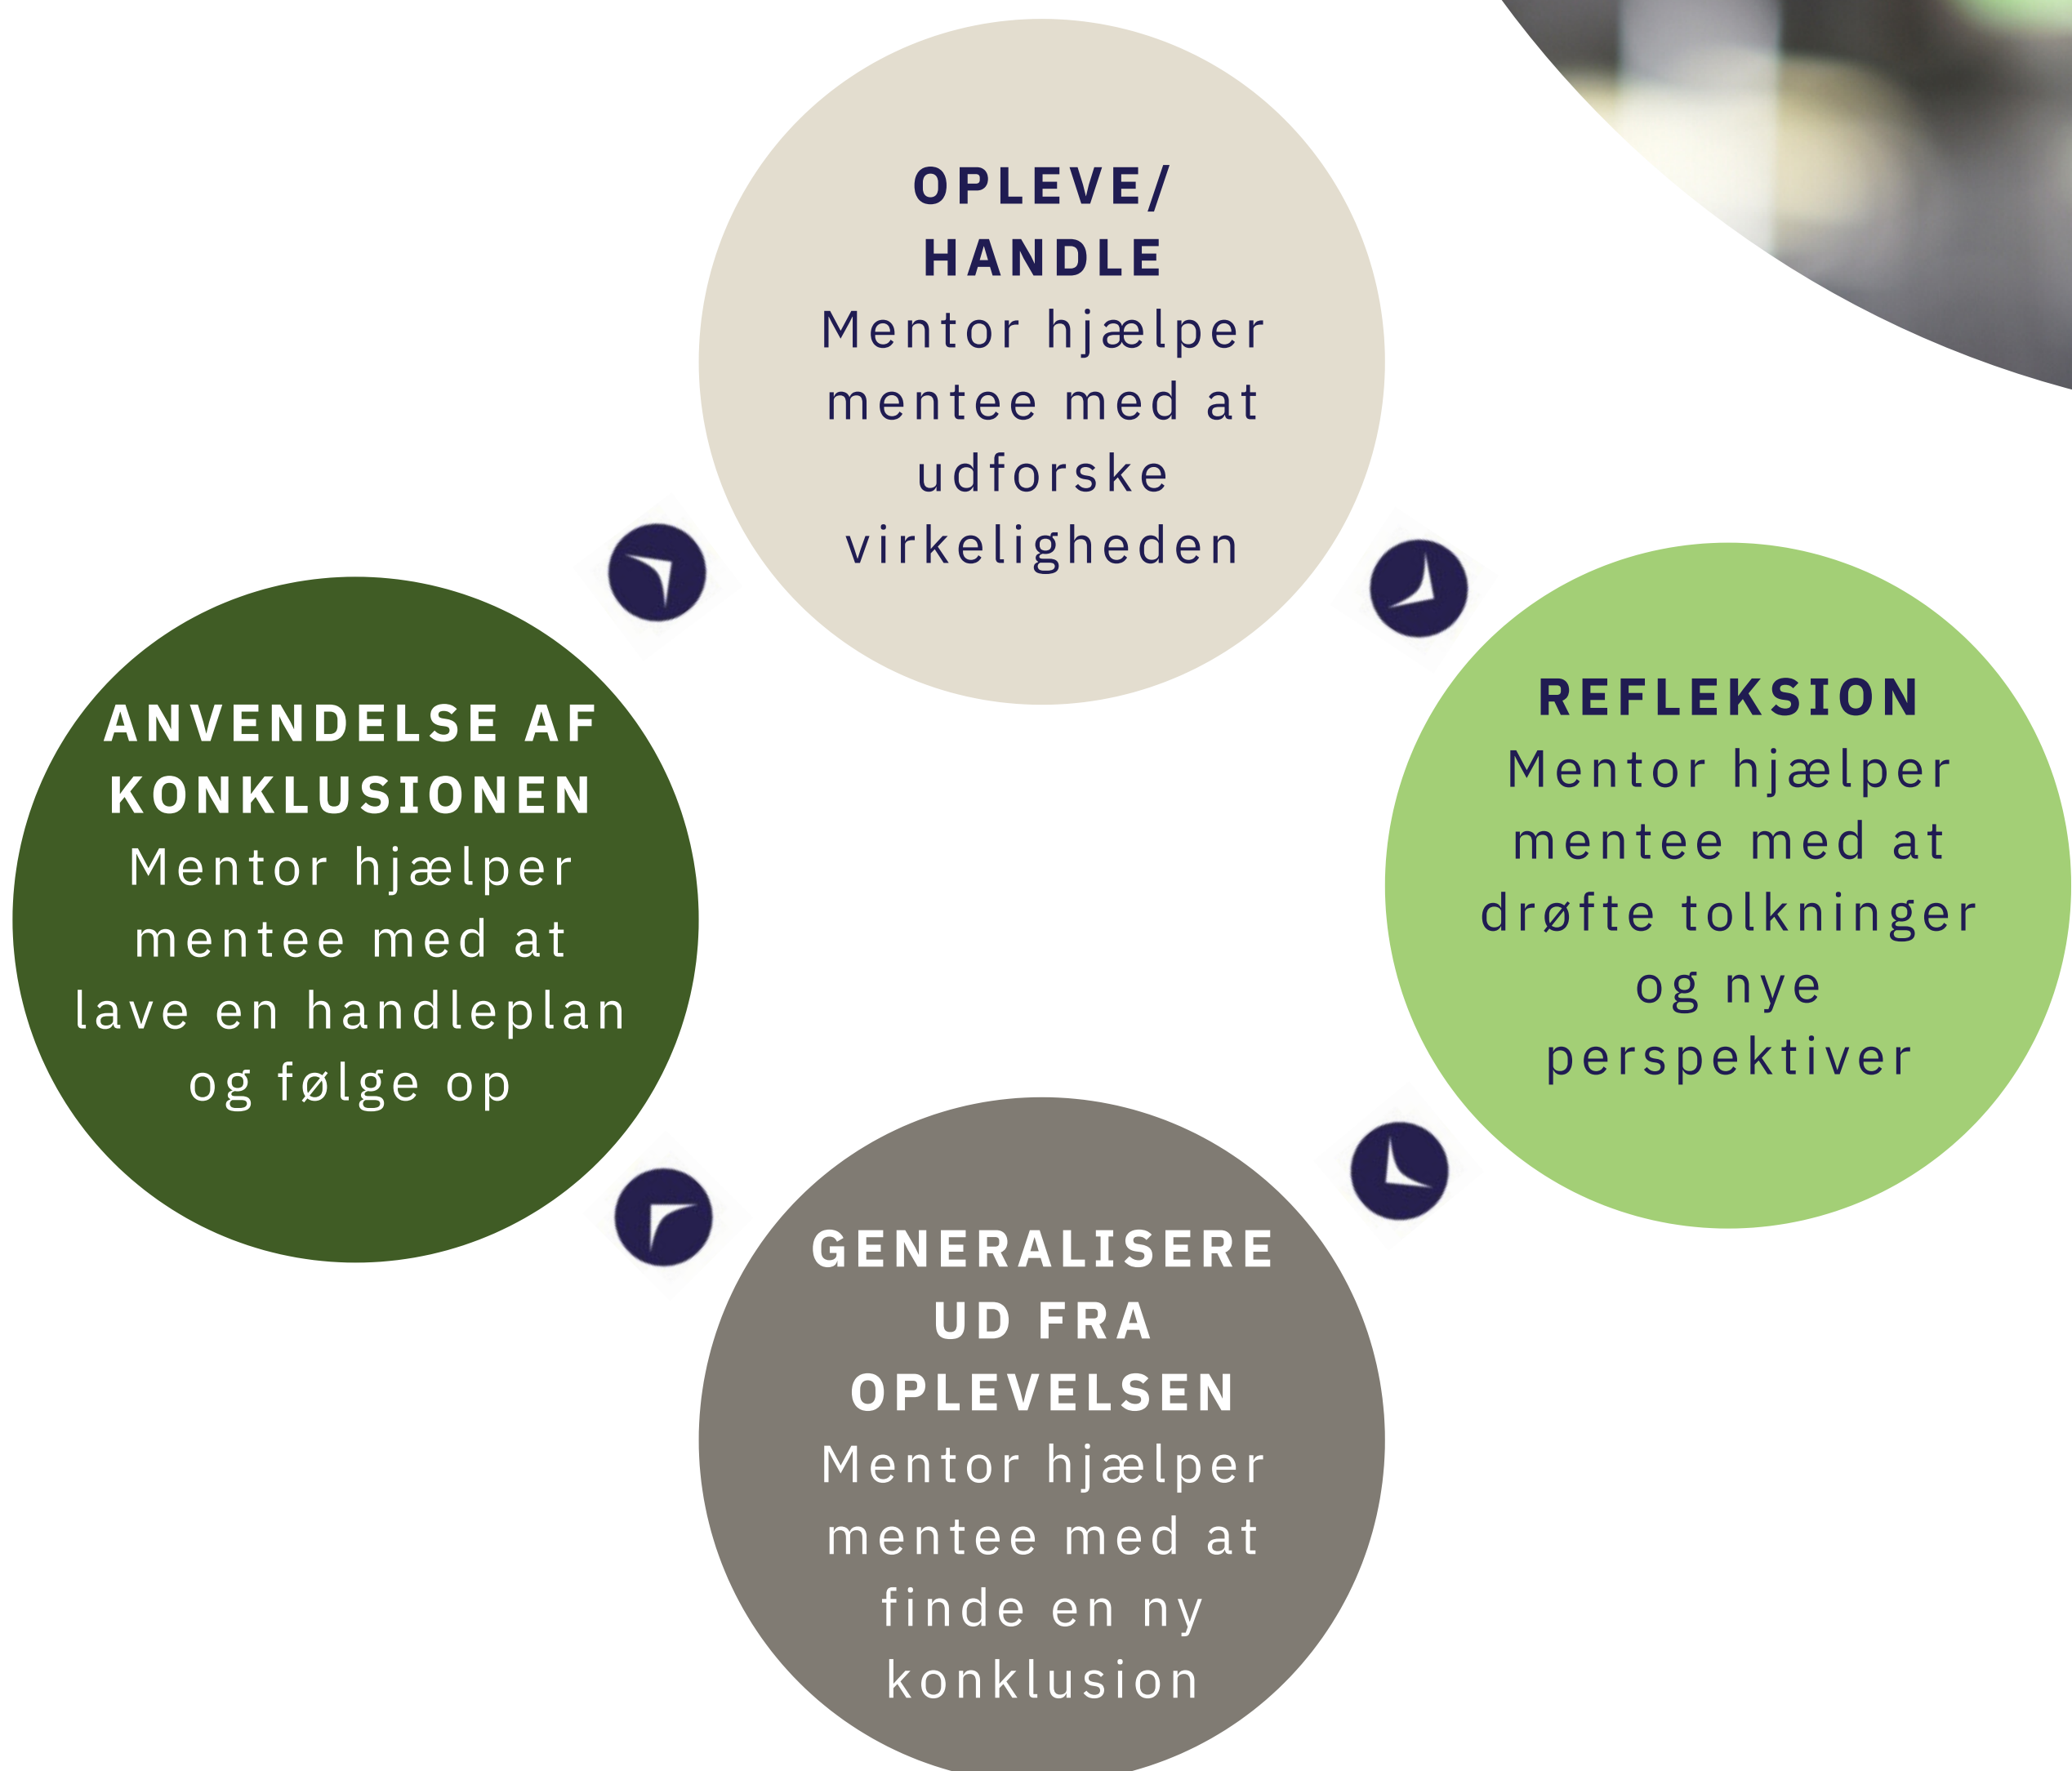 OPLEVE/
HANDLE
Mentor hjælper
mentee med at
udforske
virkeligheden
REFLEKSION
Mentor hjælper
mentee med at
drøfte tolkninger
og nye
perspektiver
GENERALISERE
UD FRA
OPLEVELSEN
Mentor hjælper
mentee med at
finde en ny
konklusion
ANVENDELSE AF
KONKLUSIONEN
Mentor hjælper
mentee med at
lave en handleplan
og følge op